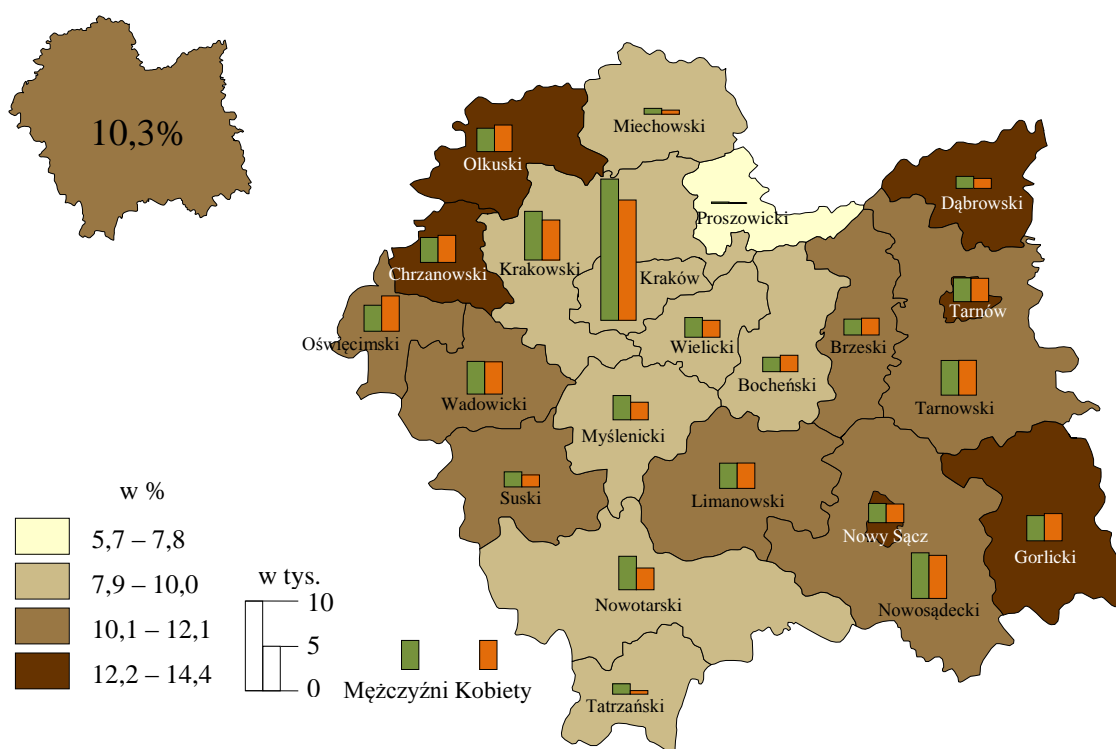 10,3%
Miechowski
Olkuski
Dąbrowski
Proszowicki
Chrzanowski
Krakowski
Kraków
Tarnów
Oświęcimski
Wielicki
Brzeski
Bocheński
Wadowicki
Tarnowski
Myślenicki
Suski
Limanowski
Nowy Sącz
Gorlicki
Nowotarski
Nowosądecki
Tatrzański
w %
5,7 – 7,8
7,9 – 10,0
10,1 – 12,1
12,2 – 14,4
w tys.
10
5
0
Mężczyźni Kobiety